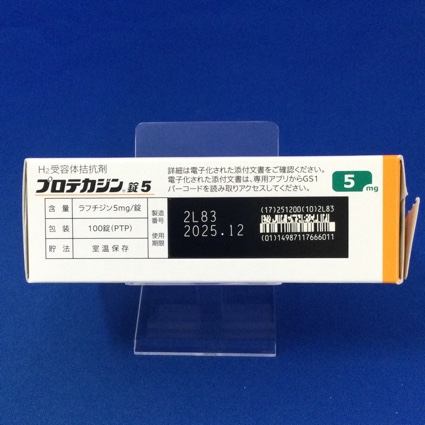 H₂受容体拮抗剤
プロテカジン®錠5
詳細は電子化された添付文書をご確認ください。
電子化された添付文書は、専用アプリからGS1
バーコードを読み取りアクセスしてください。
5mg
含量 ラフチジン5mg/錠
包装 100錠(PTP)
貯法 室温保存
製造番号 2L83
使用期限 2025.12
(17)251200(10)2L83
(01)14987117666011